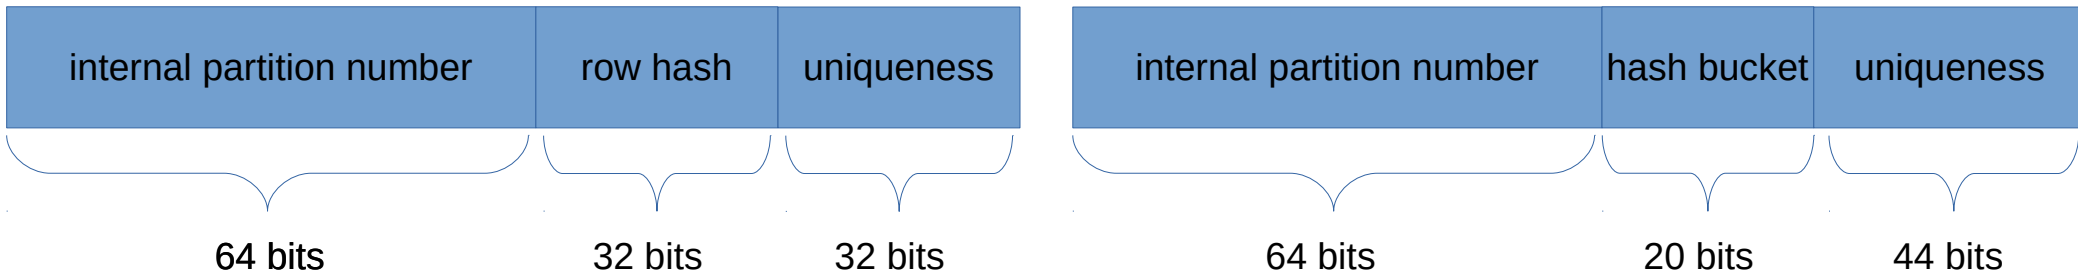 internal partition number row hash uniqueness internal partition number hash bucket uniqueness
64 bits 32 bits 32 bits 64 bits 20 bits 44 bits